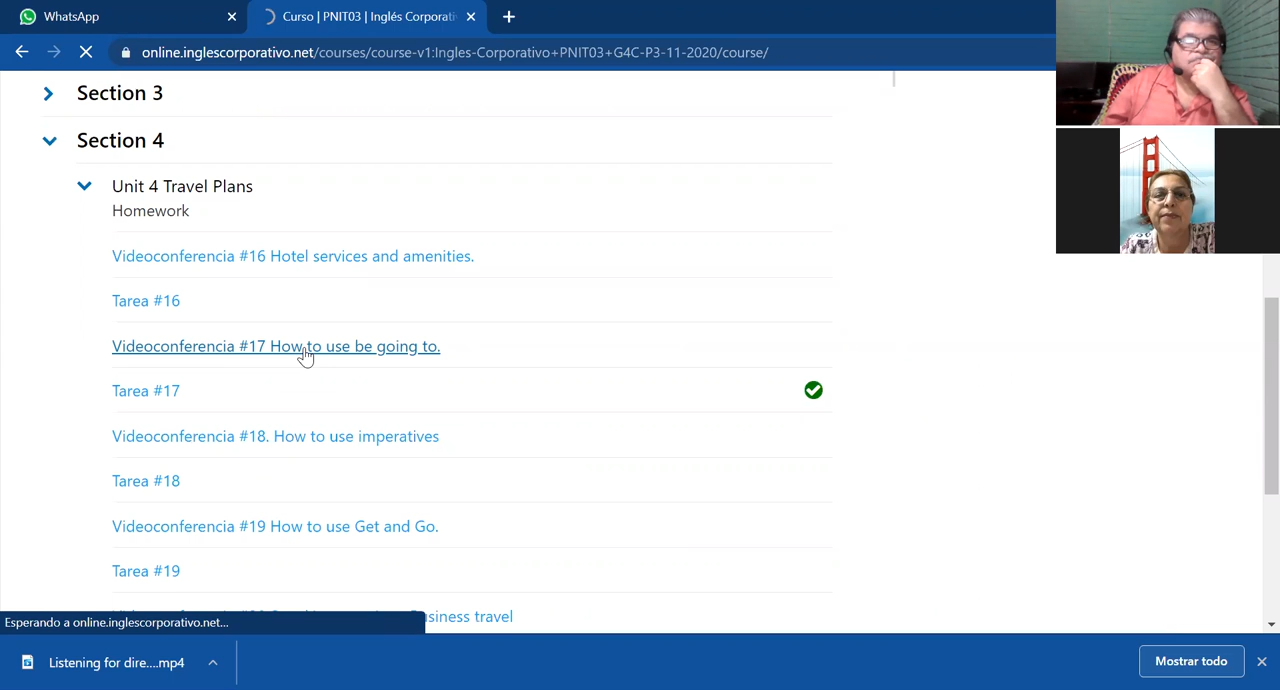 WhatsApp
Curso | PNIT03 | Inglés Corporati
online.inglescorporativo.net/courses/course-v1:Ingles-Corporativo+PNIT03+G4C-P3-11-2020/course/
Section 3
Section 4
Unit 4 Travel Plans
Homework
Videoconferencia #16 Hotel services and amenities.
Tarea #16
Videoconferencia #17 How to use be going to.
Tarea #17
Videoconferencia #18. How to use imperatives
Tarea #18
Videoconferencia #19 How to use Get and Go.
Tarea #19
siness travel
Esperando a online.inglescorporativo.net...
Listening for dire....mp4
Mostrar todo